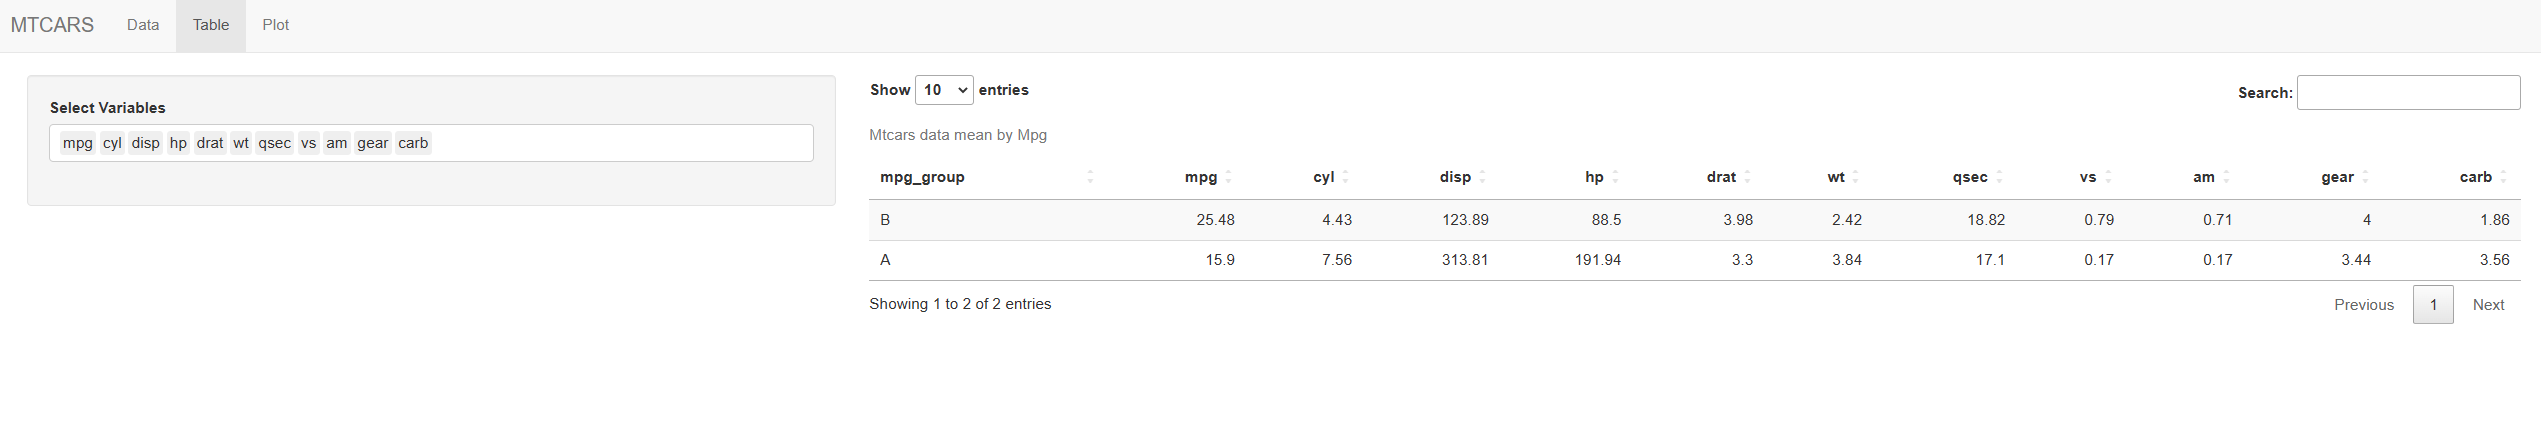 MTCARS Data Table Plot
Select Variables
mpg cyl disp hp drat wt qsec vs am gear carb
Show 10 entries
Search:
Mtcars data mean by Mpg
mpg_group mpg cyl disp hp drat wt qsec vs am gear carb
B 25.48 4.43 123.89 88.5 3.98 2.42 18.82 0.79 0.71 4 1.86
A 15.9 7.56 313.81 191.94 3.3 3.84 17.1 0.17 0.17 3.44 3.56
Showing 1 to 2 of 2 entries
Previous 1 Next